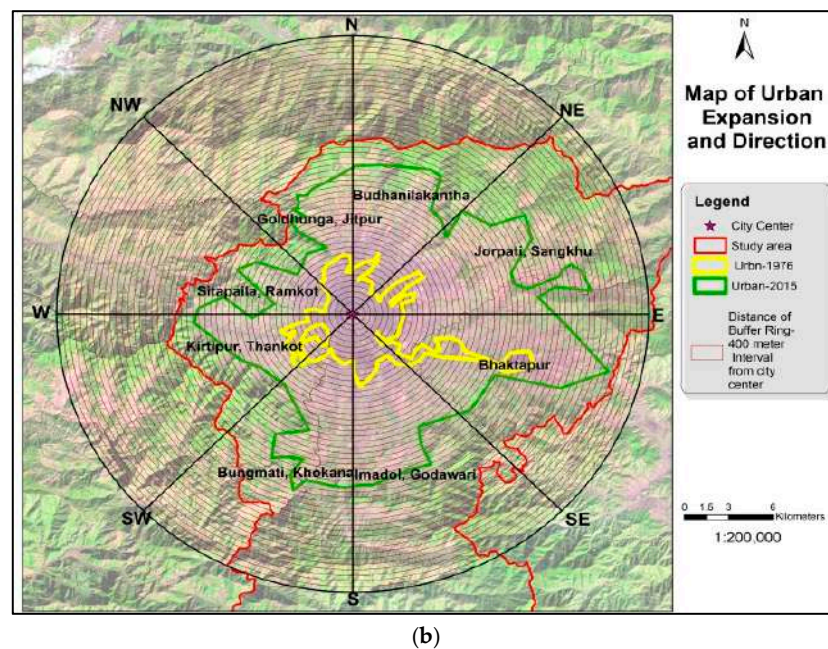 N
N
NW
NE
Map of Urban
Expansion
and Direction
Budhanilakantha
Goldhunga, Jitpur
Jorpati, Sangkhu
Legend
City Center
Study area
Urbn-1976
Urban-2015
Distance of
Buffer Ring-
400 meter
Interval
from city
center
Sitapaila, Ramkot
W
E
Kirtipur, Thankot
Bhaktapur
Bungmati, Khokana
Imadol, Godawari
SW
SE
S
0 1.5 3 6
Kilometers
1:200,000
(b)